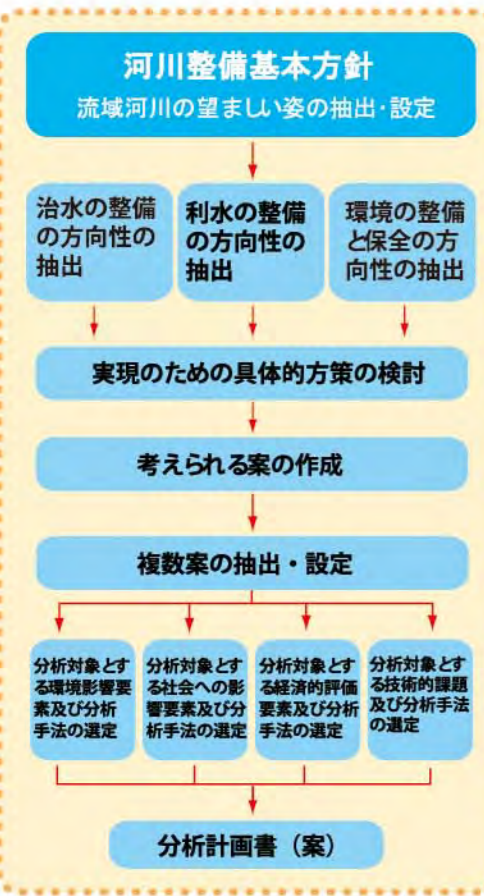 河川整備基本方針
流域河川の望ましい姿の抽出・設定
治水の整備
の方向性の
抽出
利水の整備
の方向性の
抽出
環境の整備
と保全の方
向性の抽出
実現のための具体的方策の検討
考えられる案の作成
複数案の抽出・設定
分析対象とす
る環境影響要
素及び分析
手法の選定
分析対象とす
る社会への影
響要素及び分
析手法の選定
分析対象とす
る経済的評価
要素及び分析
手法の選定
分析対象とす
る技術的課題
及び分析手法
の選定
分析計画書（案）